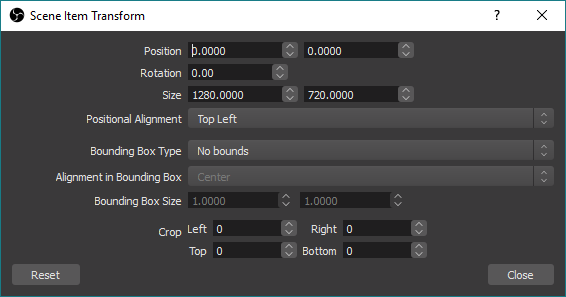 Scene Item Transform ?
Position 0.0000 0.0000
Rotation 0.00
Size 1280.0000 720.0000
Positional Alignment Top Left
Bounding Box Type No bounds
Alignment in Bounding Box Center
Bounding Box Size 1.0000 1.0000
Crop Left 0 Right 0
Top 0 Bottom 0
Reset Close